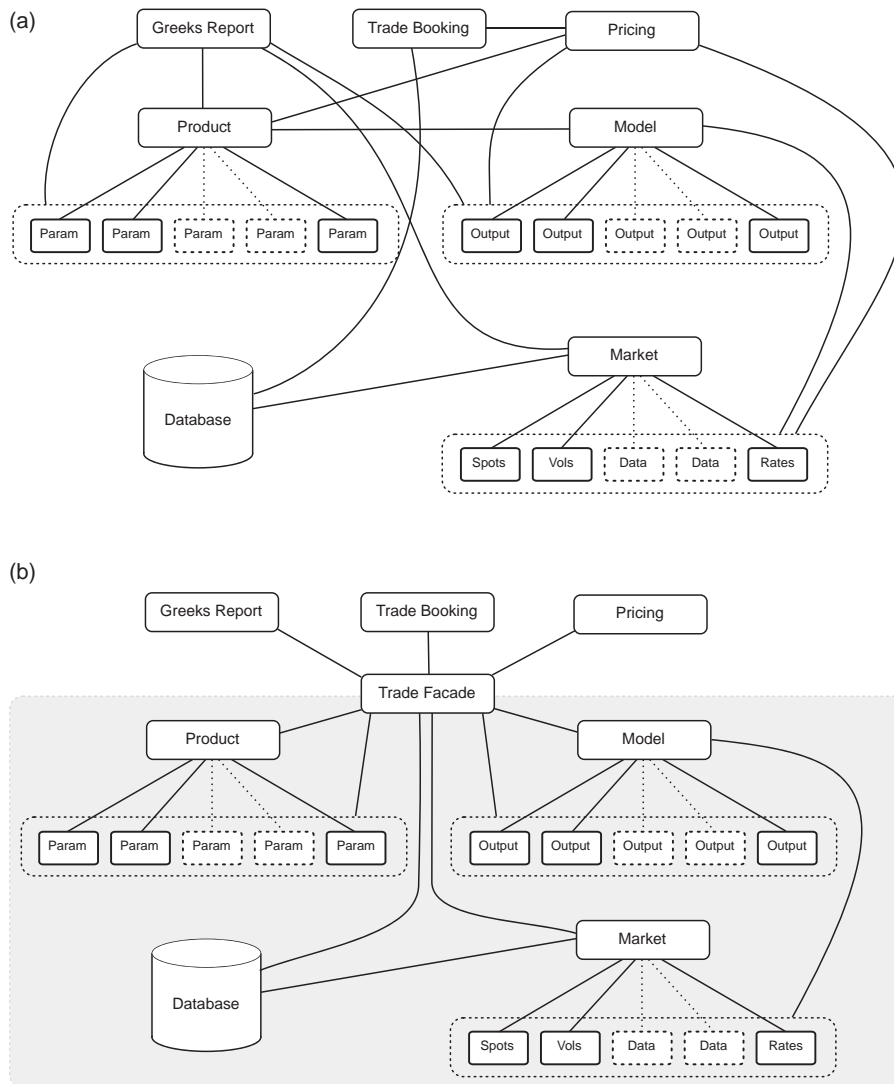 (a)
Greeks Report
Trade Booking
Pricing
Product
Model
Param Param Param Param Param
Output Output Output Output Output
Market
Database
Spots Vols Data Data Rates
(b)
Greeks Report
Trade Booking
Pricing
Trade Facade
Product
Model
Param Param Param Param Param
Output Output Output Output Output
Market
Database
Spots Vols Data Data Rates